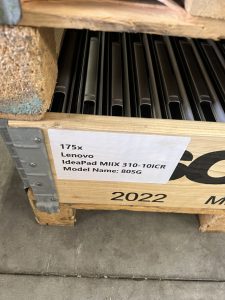 175x
Lenovo
IdeaPad MIIX 310-10ICR
Model Name: 80SG
2022